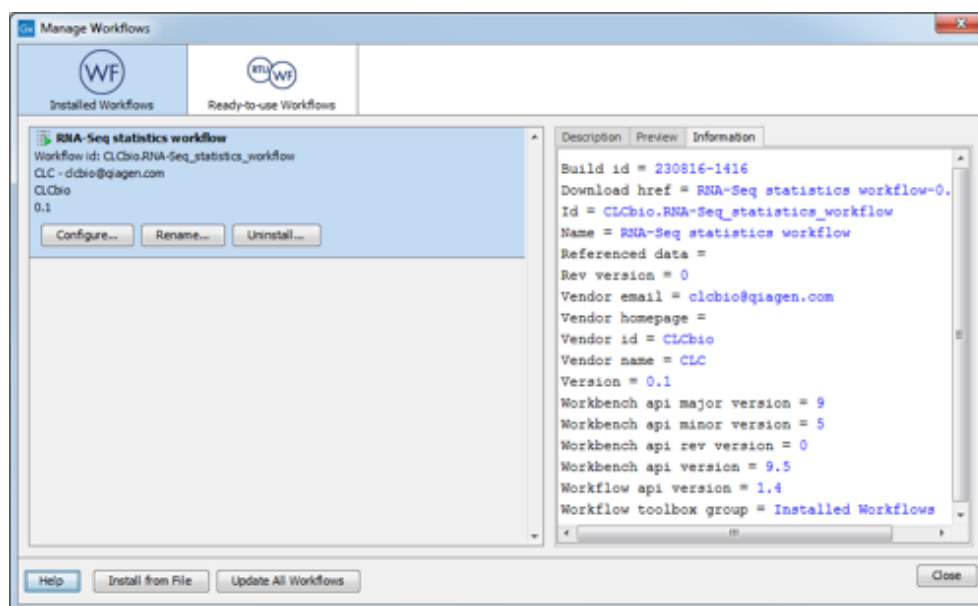 Gx Manage Workflows
WF
Installed Workflows
RTU WF
Ready-to-use Workflows
RNA-Seq statistics workflow
Workflow id: CLCbio.RNA-Seq_statistics_workflow
CLC - clcbio@qiagen.com
CLCbio
0.1
Configure... Rename... Uninstall...
Description Preview Information
Build id = 230816-1416
Download href = RNA-Seq statistics workflow-0.
Id = CLCbio.RNA-Seq_statistics_workflow
Name = RNA-Seq statistics workflow
Referenced data =
Rev version = 0
Vendor email = clcbio@qiagen.com
Vendor homepage =
Vendor id = CLCbio
Vendor name = CLC
Version = 0.1
Workbench api major version = 9
Workbench api minor version = 5
Workbench api rev version = 0
Workbench api version = 9.5
Workflow api version = 1.4
Workflow toolbox group = Installed Workflows
Help Install from File Update All Workflows Close